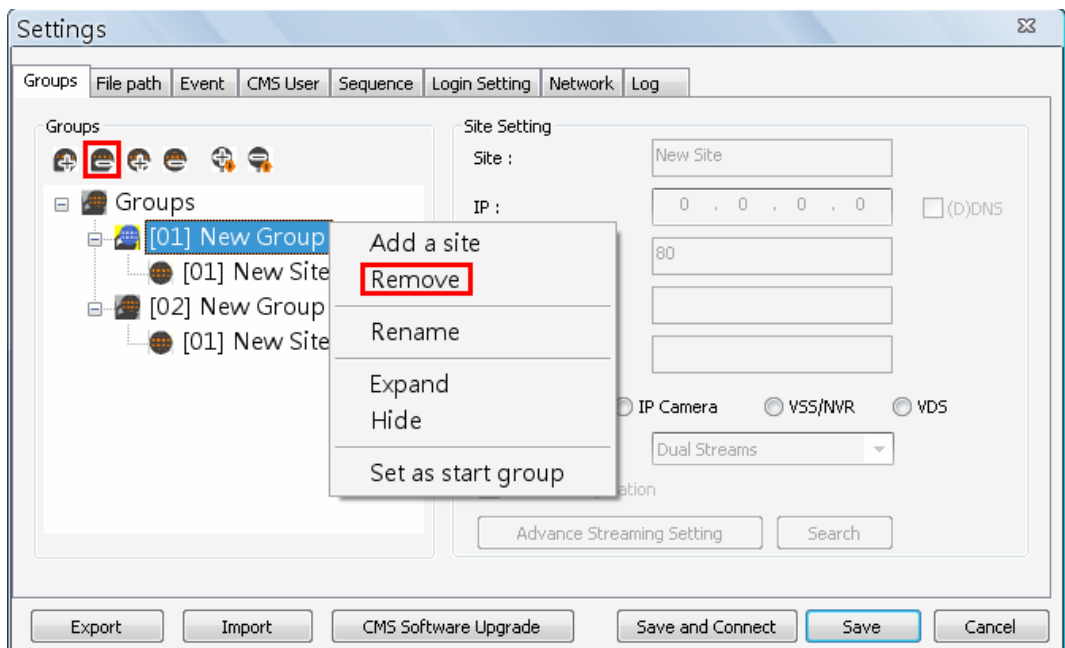 Settings
Groups File path Event CMS User Sequence Login Setting Network Log
Groups
Site Setting
Site : New Site
IP : 0 . 0 . 0 . 0 (D)DNS
80
Groups
[01] New Group
[01] New Site
[02] New Group
[01] New Site
Add a site
Remove
Rename
Expand
Hide
Set as start group
IP Camera VSS/NVR VDS
Dual Streams
Advance Streaming Setting Search
Export Import CMS Software Upgrade Save and Connect Save Cancel